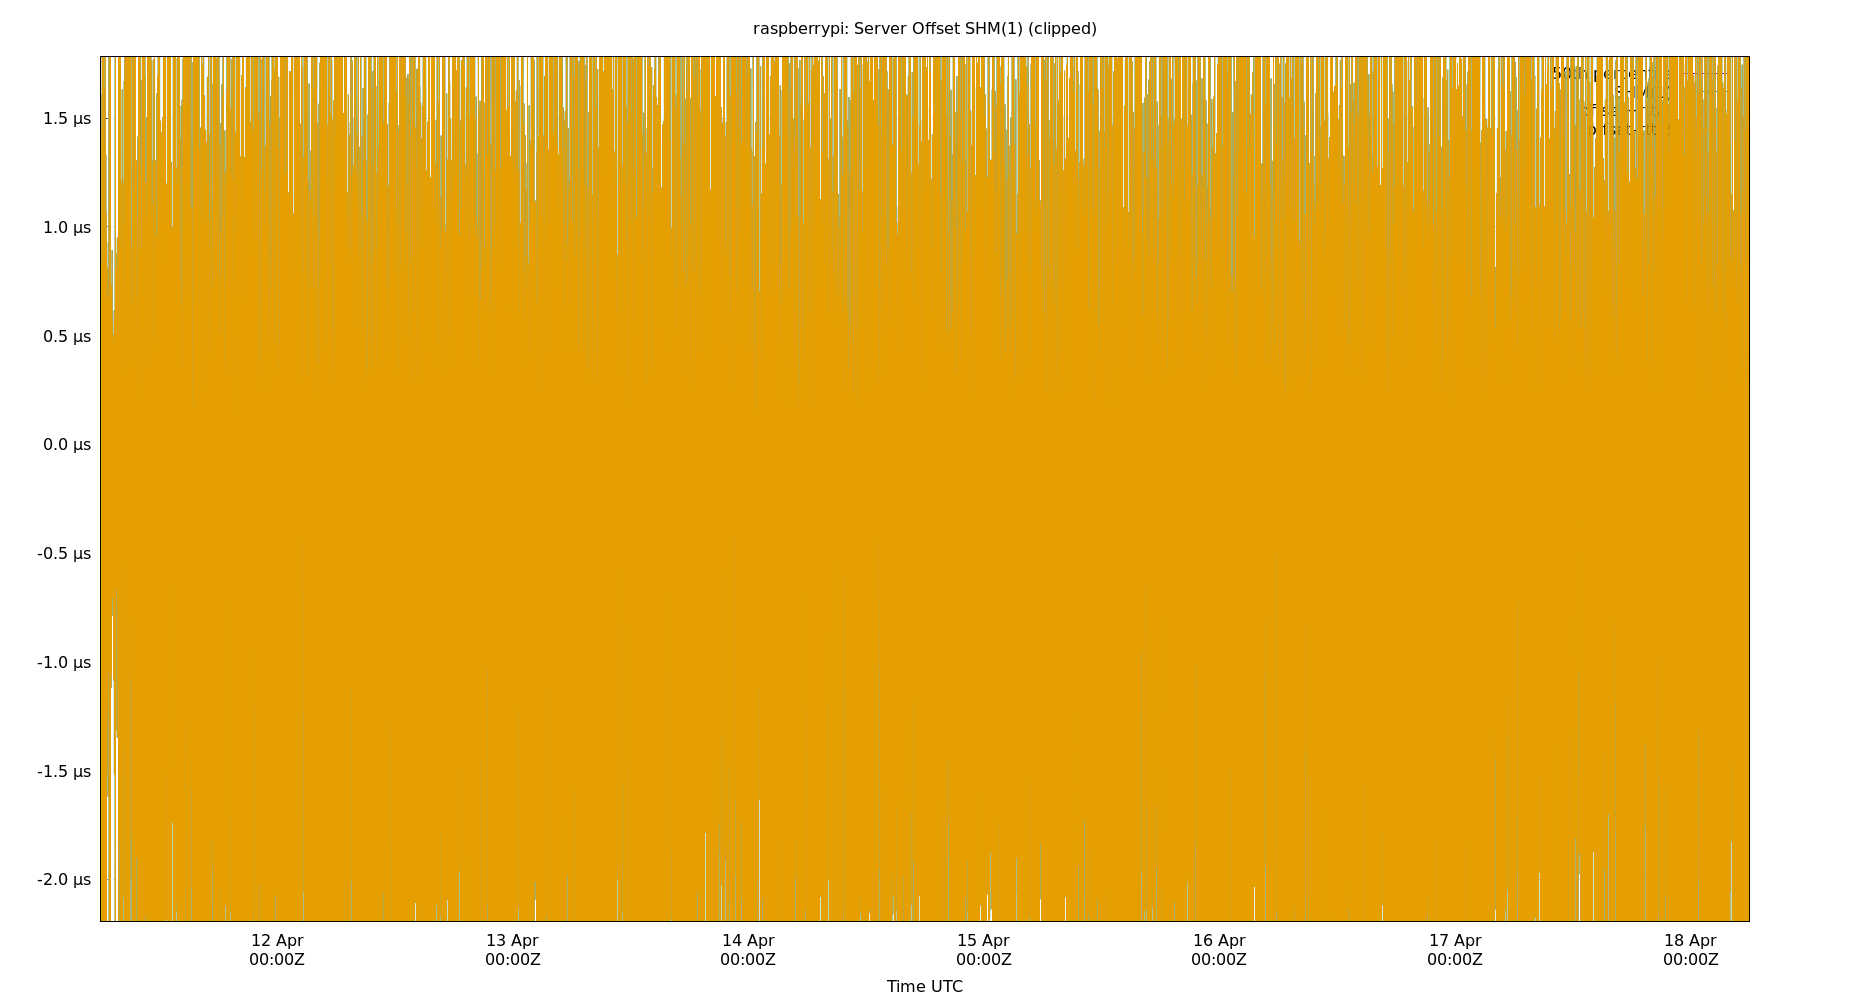 raspberrypi: Server Offset SHM(1) (clipped)
50th percentile
1.5 µs
1.0 µs
0.5 µs
0.0 µs
-0.5 µs
-1.0 µs
-1.5 µs
-2.0 µs
12 Apr 13 Apr 14 Apr 15 Apr 16 Apr 17 Apr 18 Apr
00:00Z 00:00Z 00:00Z 00:00Z 00:00Z 00:00Z 00:00Z
Time UTC